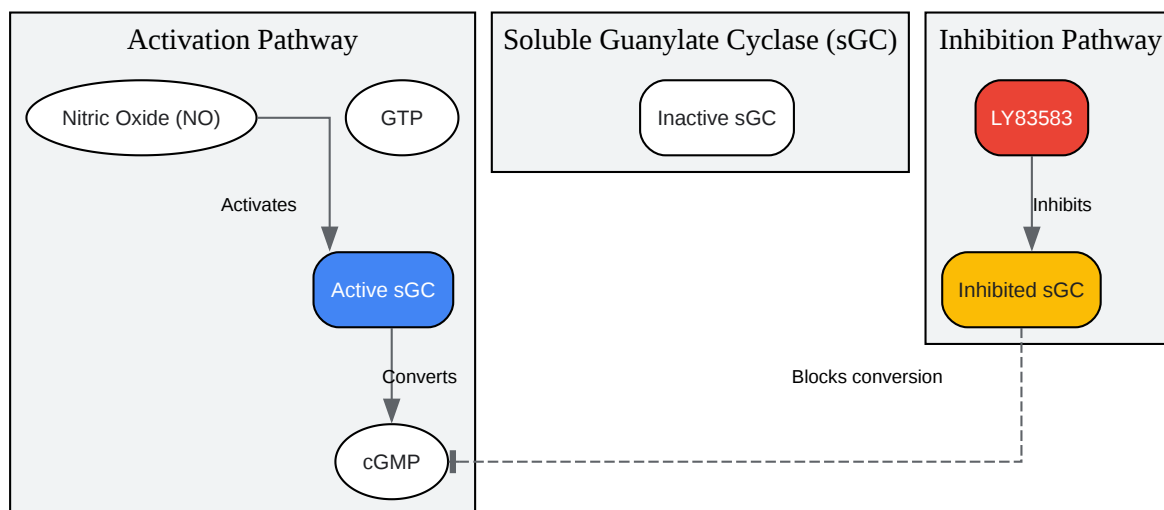 Activation Pathway
Nitric Oxide (NO)
GTP
Activates
Active sGC
Converts
cGMP
Soluble Guanylate Cyclase (sGC)
Inactive sGC
Inhibition Pathway
LY83583
Inhibits
Inhibited sGC
Blocks conversion